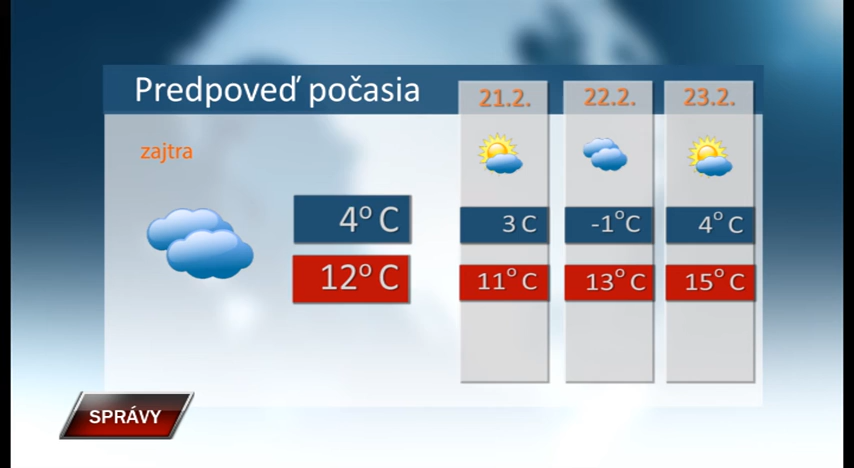 Predpoveď počasia
zajtra
4° C
12° C
21.2.
3 C
11° C
22.2.
-1°C
13° C
23.2.
4° C
15° C
SPRÁVY